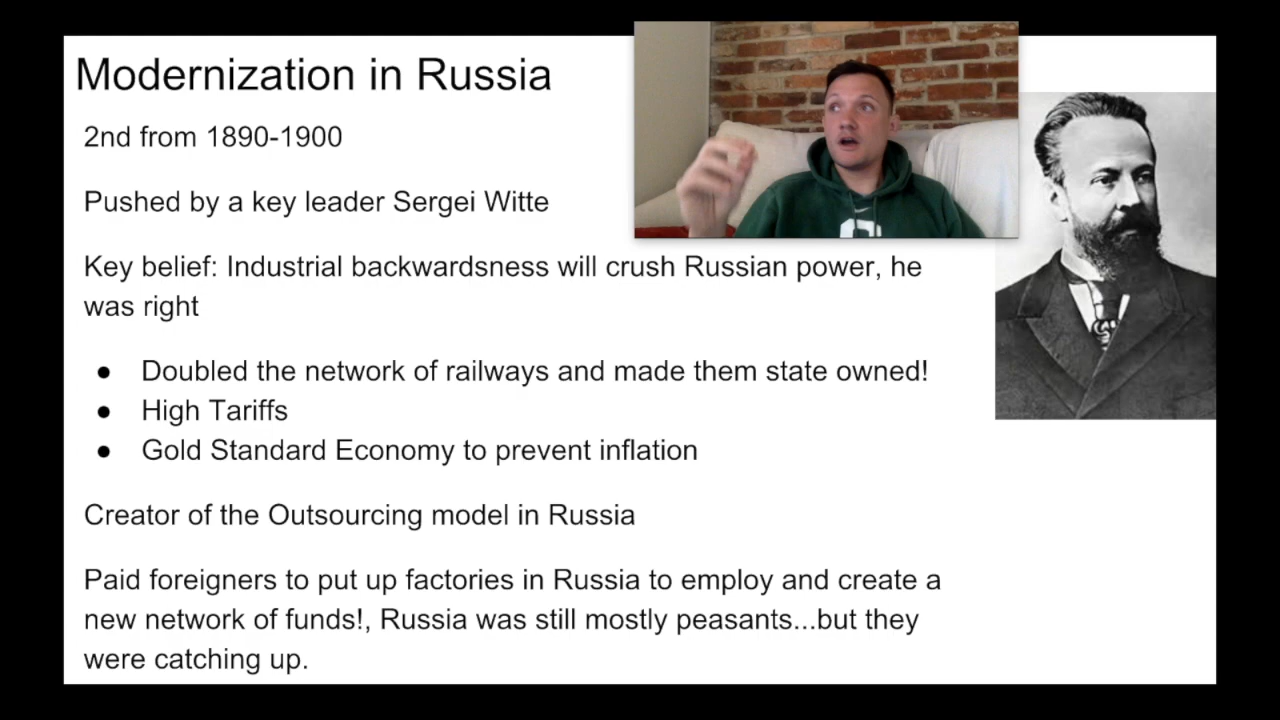 Modernization in Russia
2nd from 1890-1900
Pushed by a key leader Sergei Witte
Key belief: Industrial backwardsness will crush Russian power, he
was right
● Doubled the network of railways and made them state owned!
● High Tariffs
● Gold Standard Economy to prevent inflation
Creator of the Outsourcing model in Russia
Paid foreigners to put up factories in Russia to employ and create a
new network of funds!, Russia was still mostly peasants...but they
were catching up.